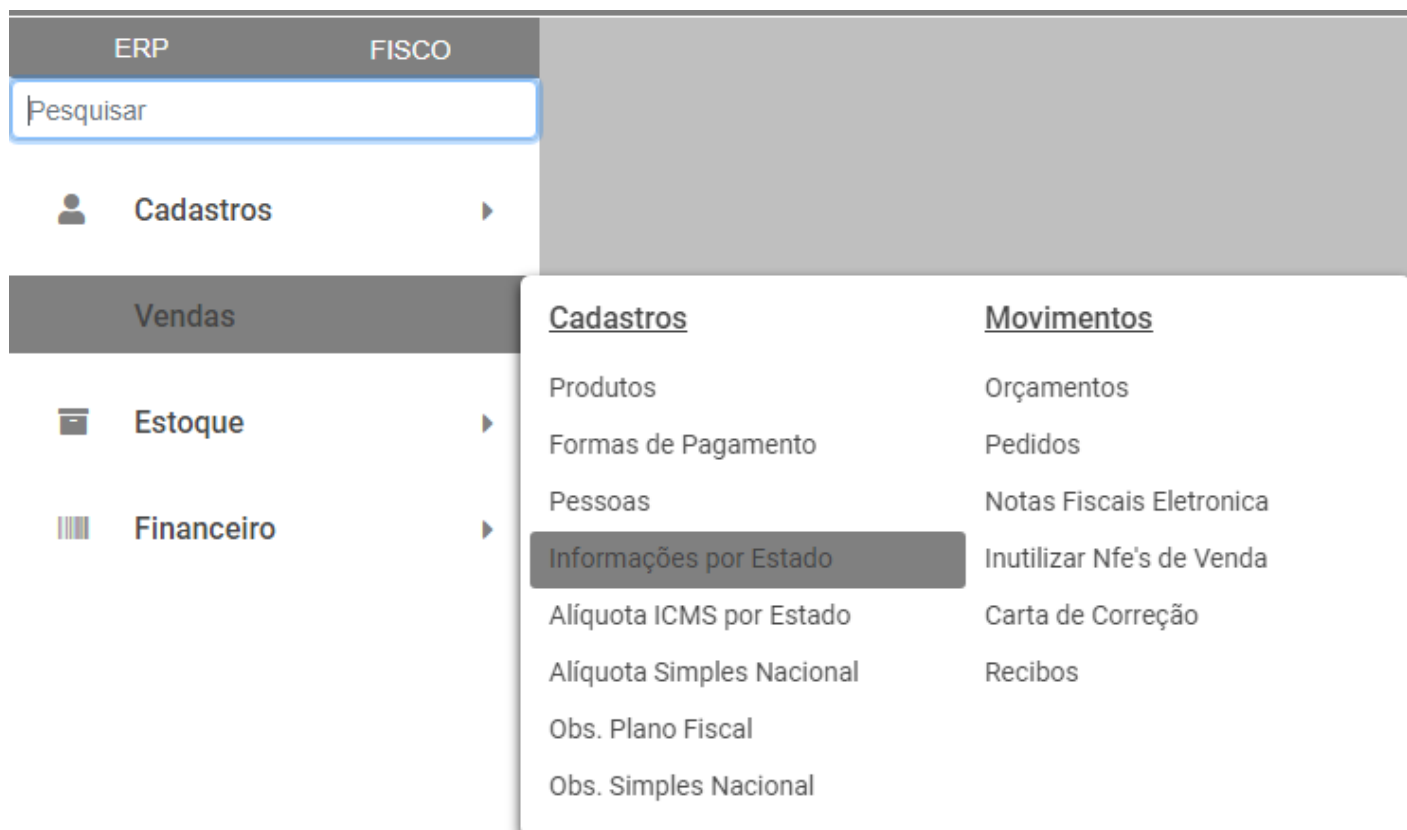 ERP FISCO
Pesquisar
Cadastros
Vendas
Estoque
Financeiro
Cadastros
Produtos
Formas de Pagamento
Pessoas
Informações por Estado
Alíquota ICMS por Estado
Alíquota Simples Nacional
Obs. Plano Fiscal
Obs. Simples Nacional
Movimentos
Orçamentos
Pedidos
Notas Fiscais Eletronica
Inutilizar Nfe's de Venda
Carta de Correção
Recibos